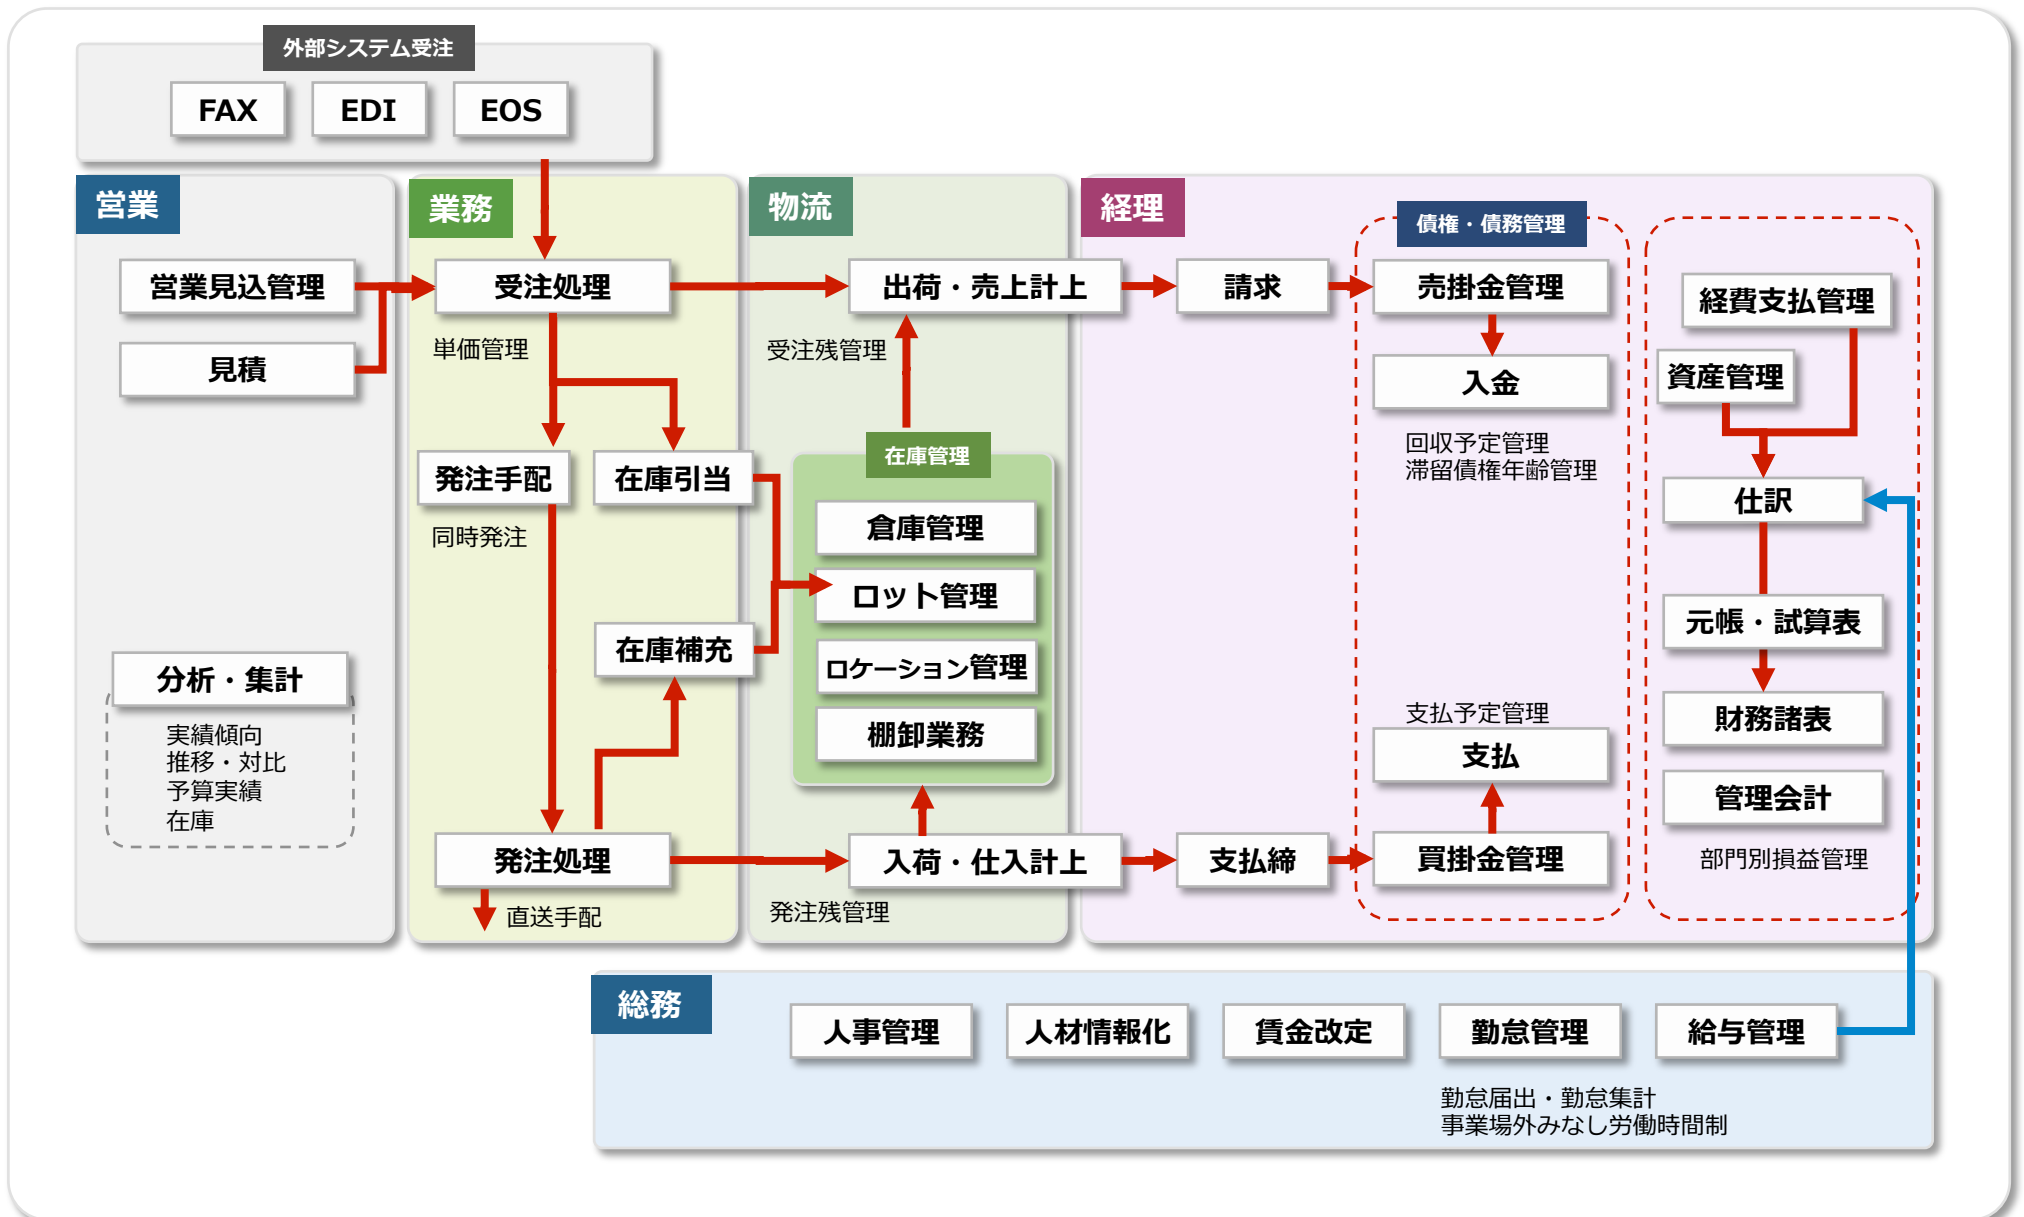 外部システム受注
FAX
EDI
EOS
営業
営業見込管理
見積
分析・集計
実績傾向
推移・対比
予算実績
在庫
業務
受注処理
単価管理
発注手配
在庫引当
同時発注
在庫補充
発注処理
直送手配
物流
出荷・売上計上
受注残管理
在庫管理
倉庫管理
ロット管理
ロケーション管理
棚卸業務
入荷・仕入計上
発注残管理
経理
請求
債権・債務管理
売掛金管理
入金
回収予定管理
滞留債権年齢管理
支払予定管理
支払
支払締
買掛金管理
経費支払管理
資産管理
仕訳
元帳・試算表
財務諸表
管理会計
部門別損益管理
総務
人事管理
人材情報化
賃金改定
勤怠管理
給与管理
勤怠届出・勤怠集計
事業場外みなし労働時間制